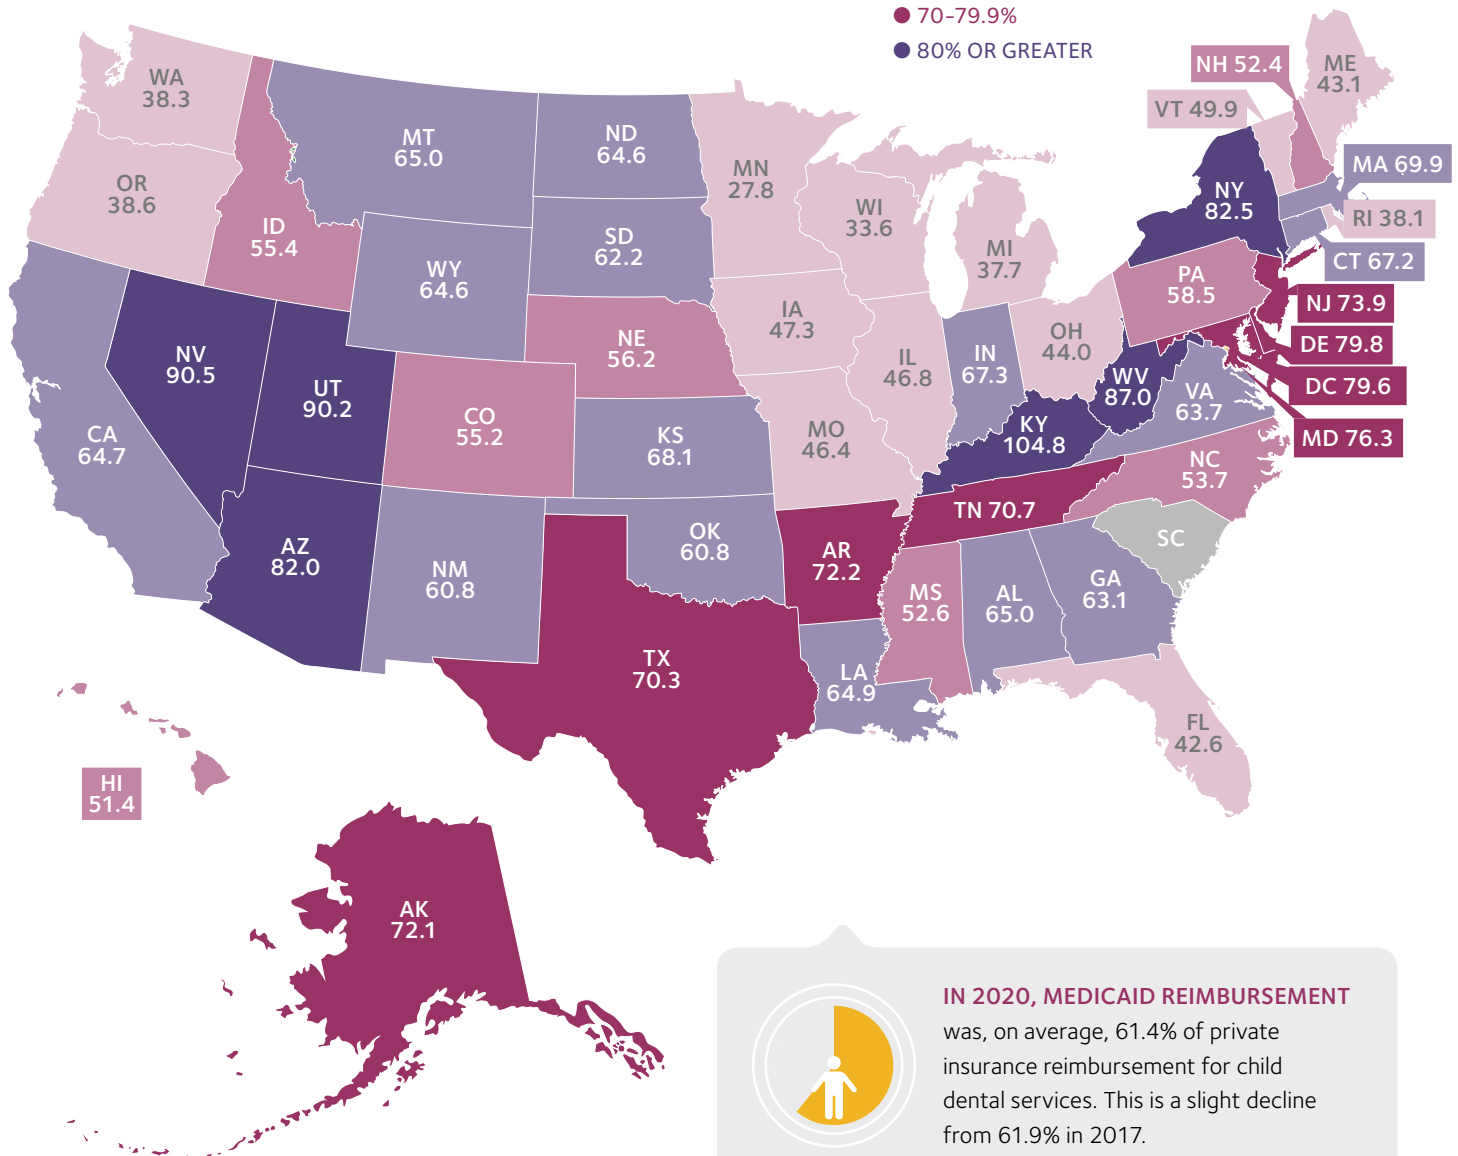 70-79.9%
80% OR GREATER
WA
38.3
OR
38.6
CA
64.7
NV
90.5
ID
55.4
MT
65.0
WY
64.6
UT
90.2
AZ
82.0
CO
55.2
NM
60.8
ND
64.6
SD
62.2
NE
56.2
KS
68.1
OK
60.8
TX
70.3
MN
27.8
IA
47.3
MO
46.4
AR
72.2
LA
64.9
WI
33.6
IL
46.8
MI
37.7
IN
67.3
OH
44.0
KY
104.8
TN 70.7
MS
52.6
AL
65.0
GA
63.1
FL
42.6
SC
NC
53.7
VA
63.7
WV
87.0
PA
58.5
NY
82.5
ME
43.1
NH 52.4
VT 49.9
MA 69.9
RI 38.1
CT 67.2
NJ 73.9
DE 79.8
DC 79.6
MD 76.3
HI
51.4
AK
72.1
IN 2020, MEDICAID REIMBURSEMENT
was, on average, 61.4% of private
insurance reimbursement for child
dental services. This is a slight decline
from 61.9% in 2017.